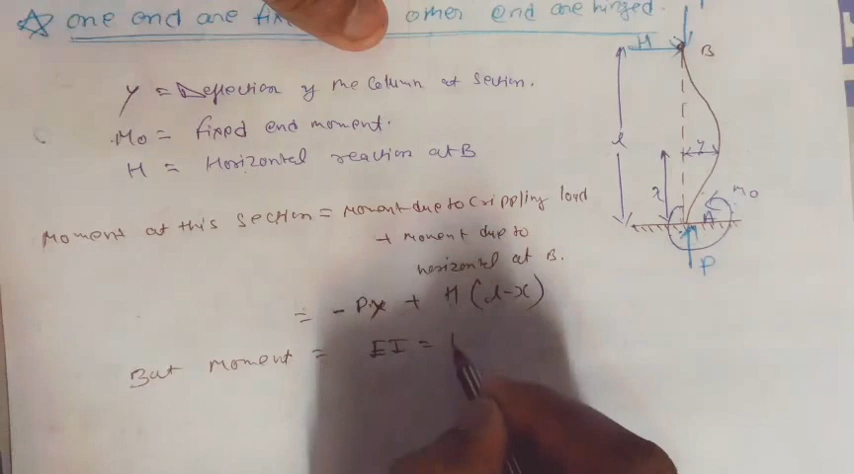 ☆ one end are fix other end are hinged.
y = Deflection of the column at section.
Mo = fixed end moment.
H = Horizontal reaction at B
Moment at this section = Moment due to crippling load
+ moment due to
horizontal at B.
= - Py + H (l-x)
But moment = EI =
P
H
B
l
y
x
Mo
A
P